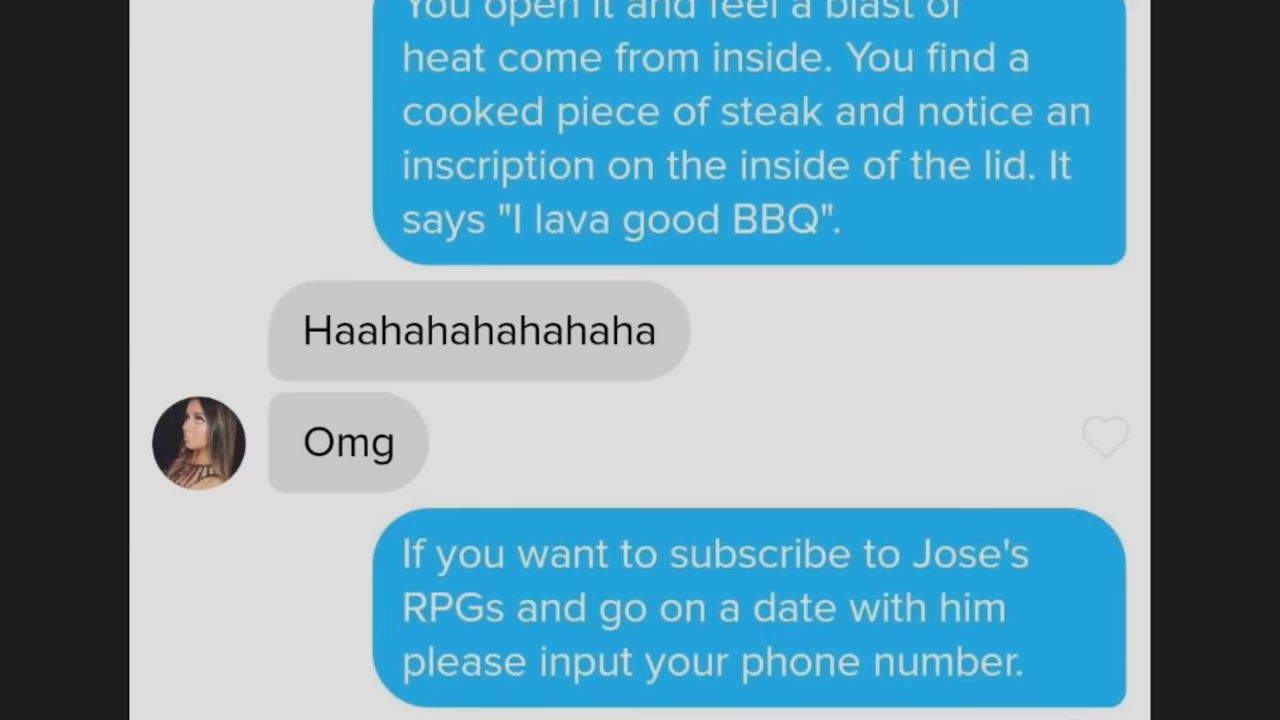 You open it and feel a blast of
heat come from inside. You find a
cooked piece of steak and notice an
inscription on the inside of the lid. It
says "I lava good BBQ".
Haahahahahahaha
Omg
If you want to subscribe to Jose's
RPGs and go on a date with him
please input your phone number.